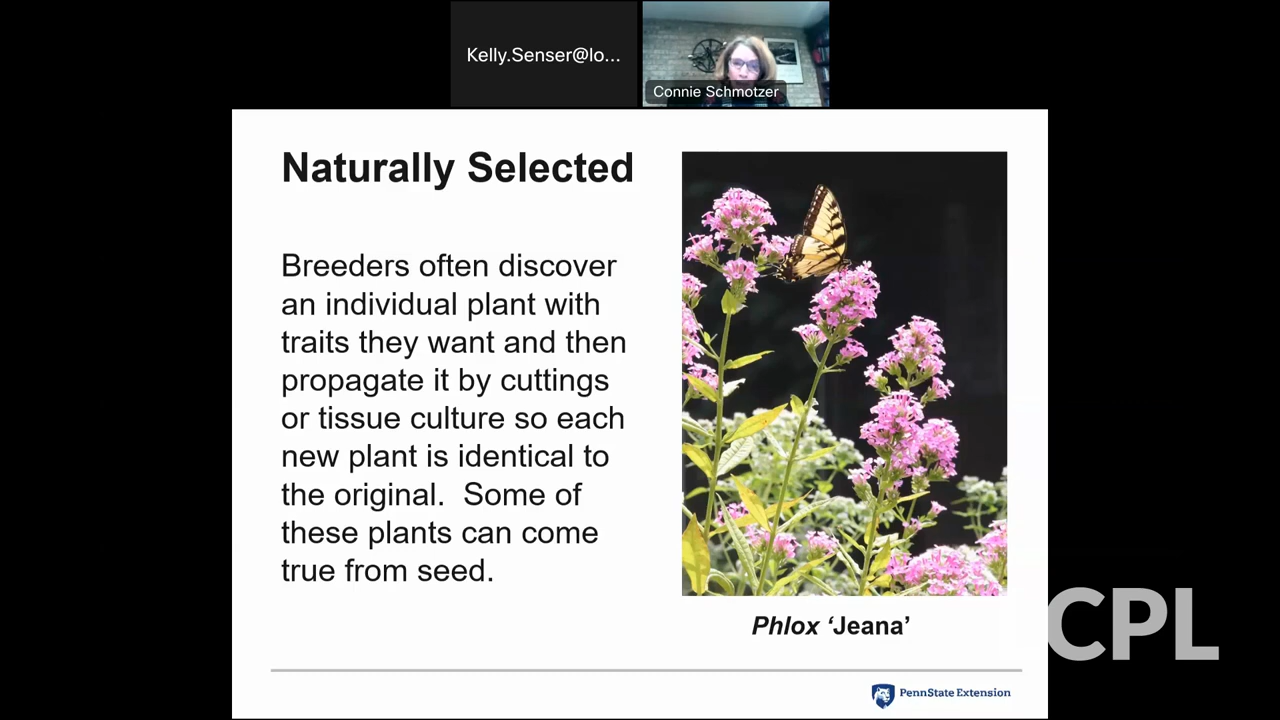 Kelly.Senser@lo...
Connie Schmotzer
Naturally Selected
Breeders often discover
an individual plant with
traits they want and then
propagate it by cuttings
or tissue culture so each
new plant is identical to
the original.  Some of
these plants can come
true from seed.
Phlox ‘Jeana’
CPL
PennState Extension